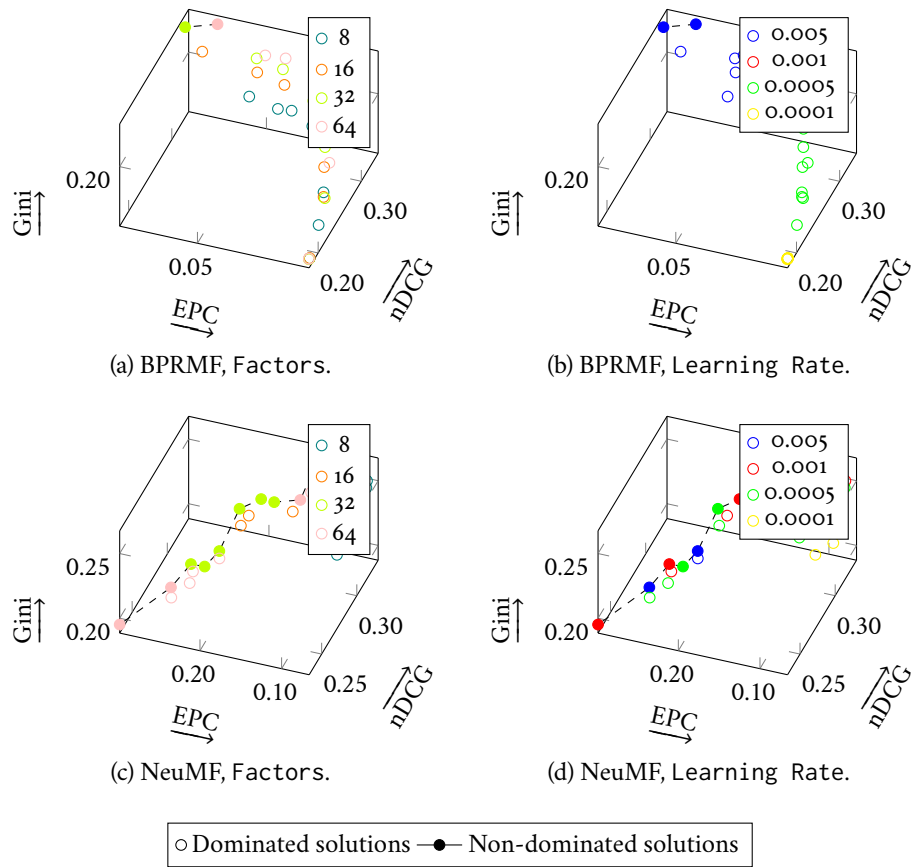 8
16
32
64
0.20
0.30
Gini
0.05
0.20
EPC
nDCG
(a) BPRMF, Factors.
0.005
0.001
0.0005
0.0001
0.20
0.30
Gini
0.05
0.20
EPC
nDCG
(b) BPRMF, Learning Rate.
8
16
32
64
0.25
0.30
Gini
0.20
0.20
0.10
0.25
EPC
nDCG
(c) NeuMF, Factors.
0.005
0.001
0.0005
0.0001
0.25
0.30
Gini
0.20
0.20
0.10
0.25
EPC
nDCG
(d) NeuMF, Learning Rate.
Dominated solutions Non-dominated solutions